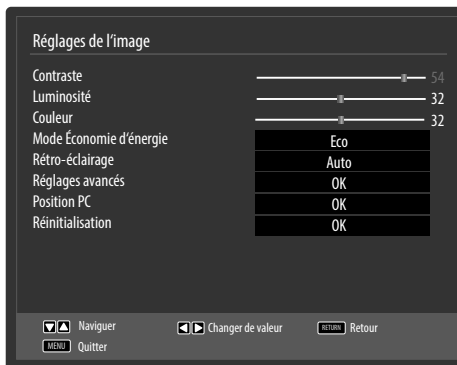 Réglages de l'image
Contraste 54
Luminosité 32
Couleur 32
Mode Économie d'énergie Eco
Rétro-éclairage Auto
Réglages avancés OK
Position PC OK
Réinitialisation OK
Naviguer Changer de valeur RETURN Retour
MENU Quitter